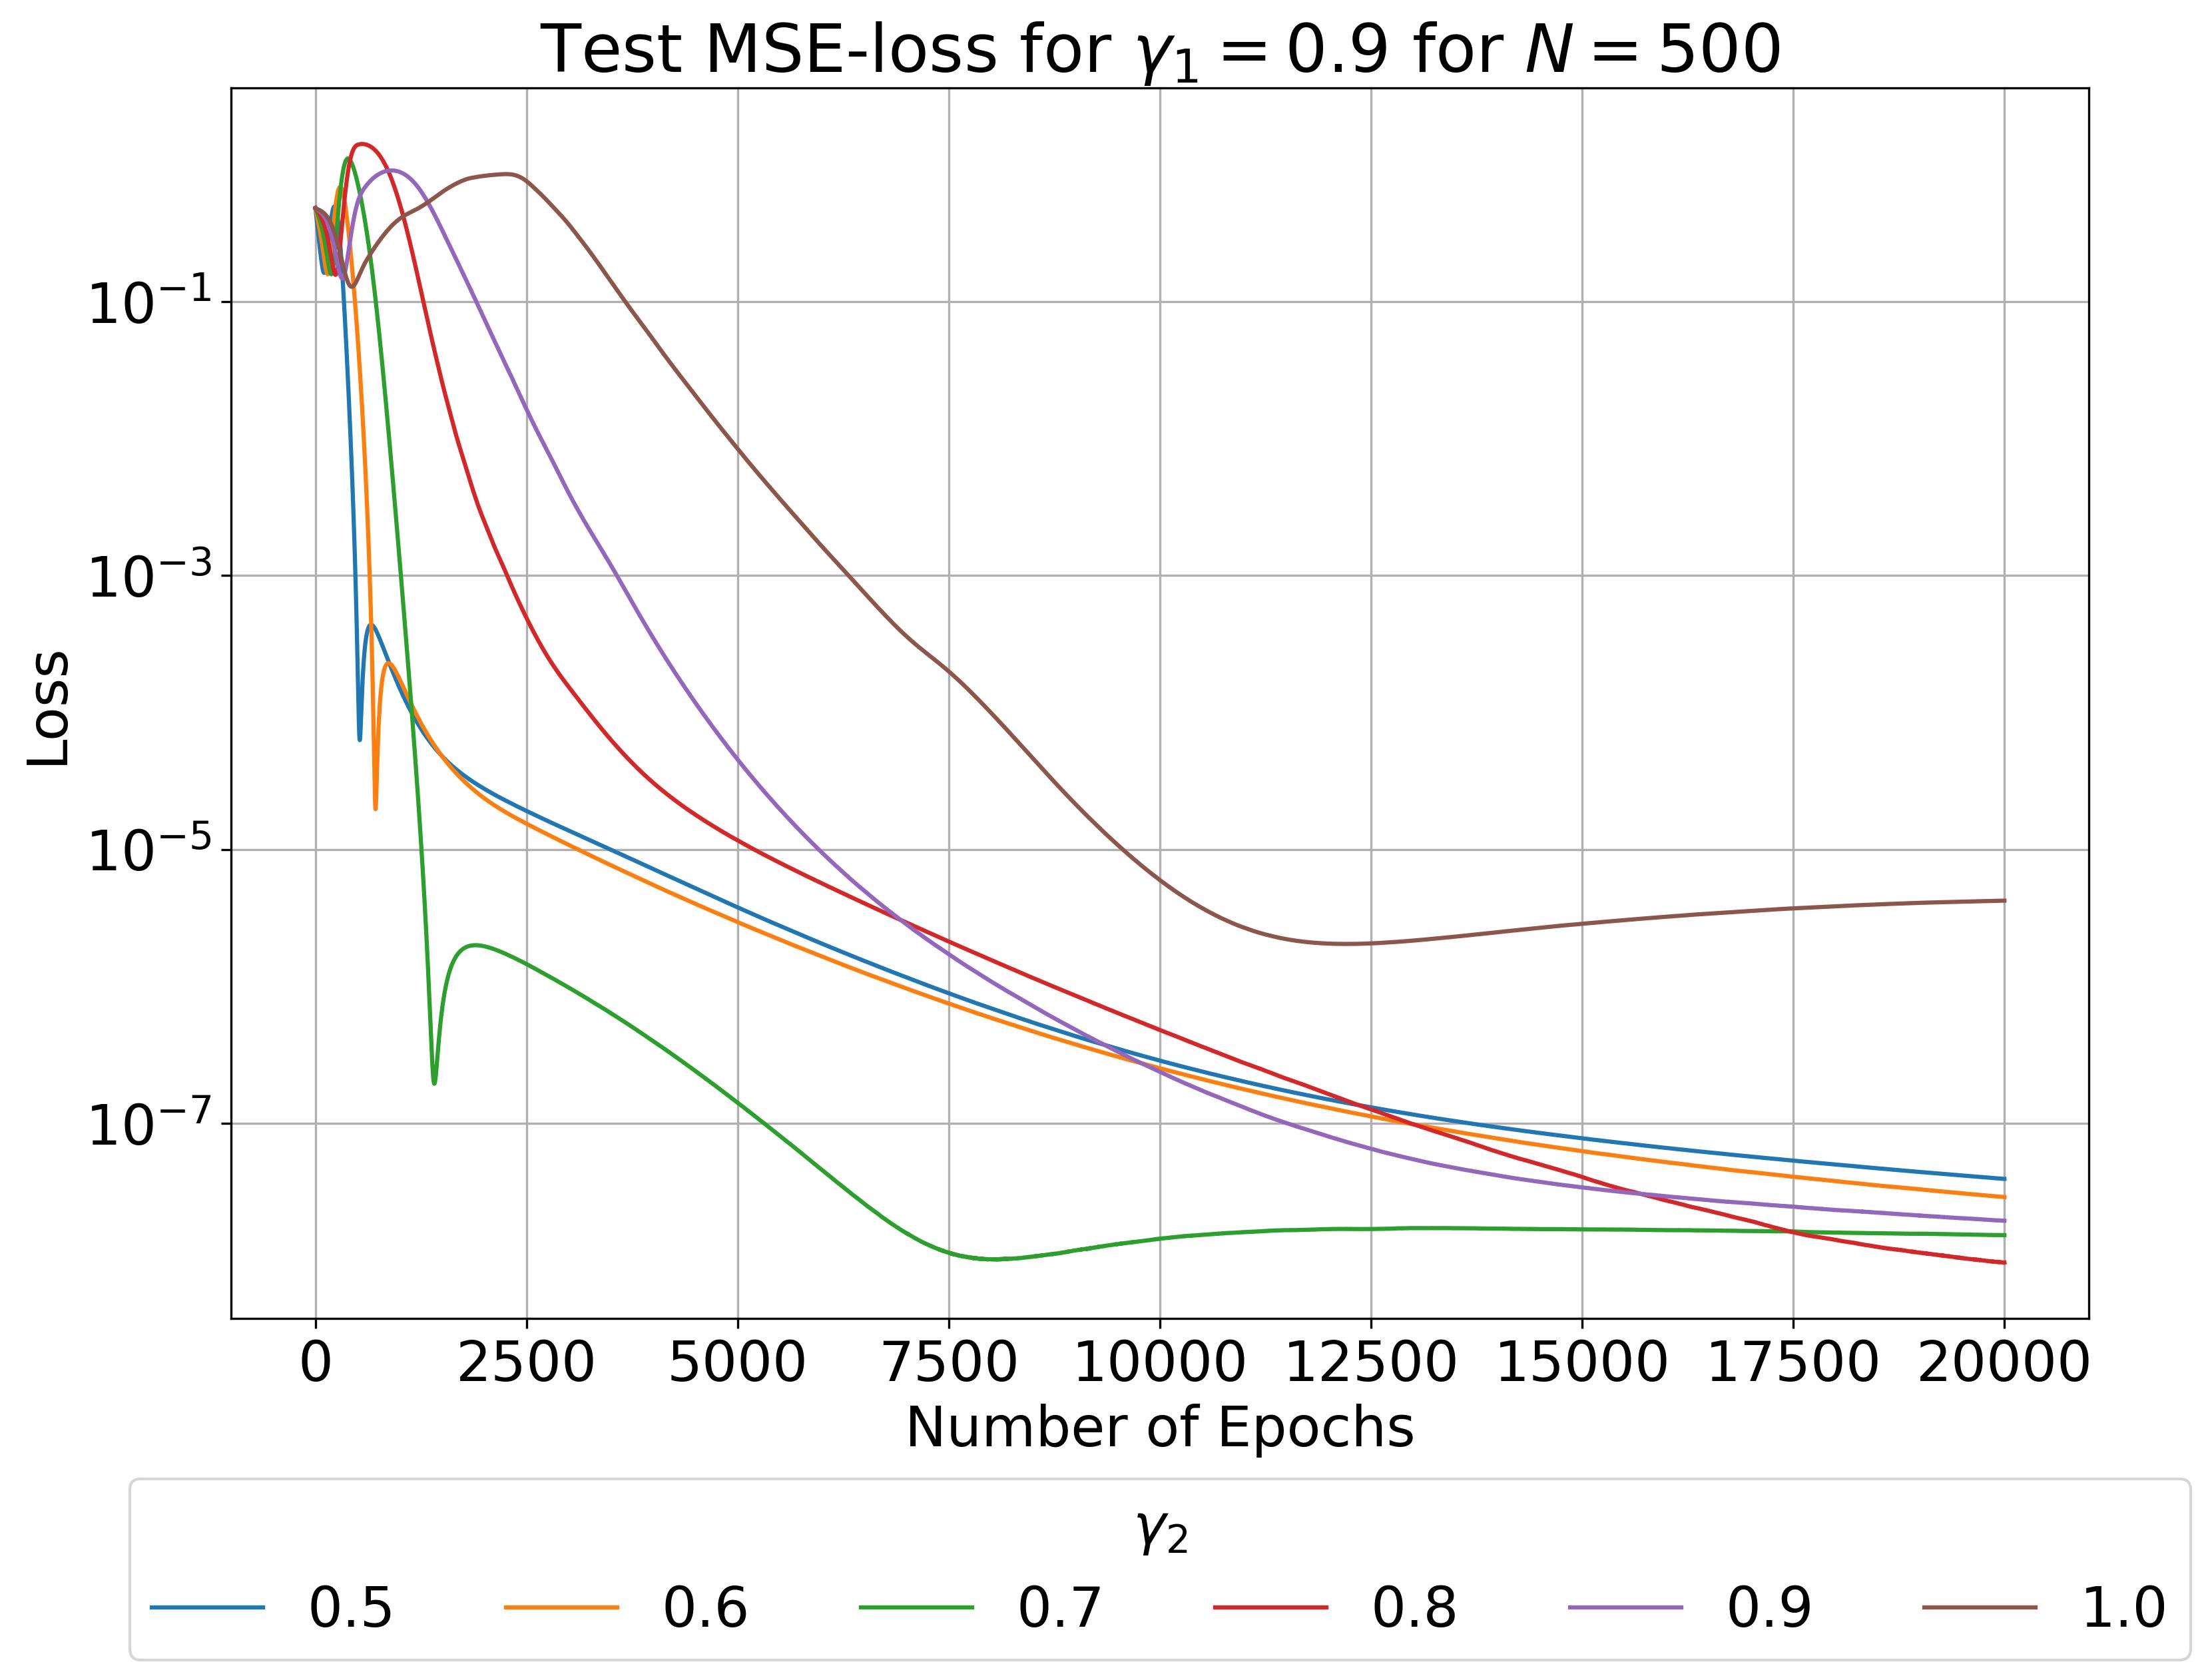 Test MSE-loss for γ₁ = 0.9 for N = 500
Loss
10⁻¹
10⁻³
10⁻⁵
10⁻⁷
0 2500 5000 7500 10000 12500 15000 17500 20000
Number of Epochs
γ₂
0.5 0.6 0.7 0.8 0.9 1.0